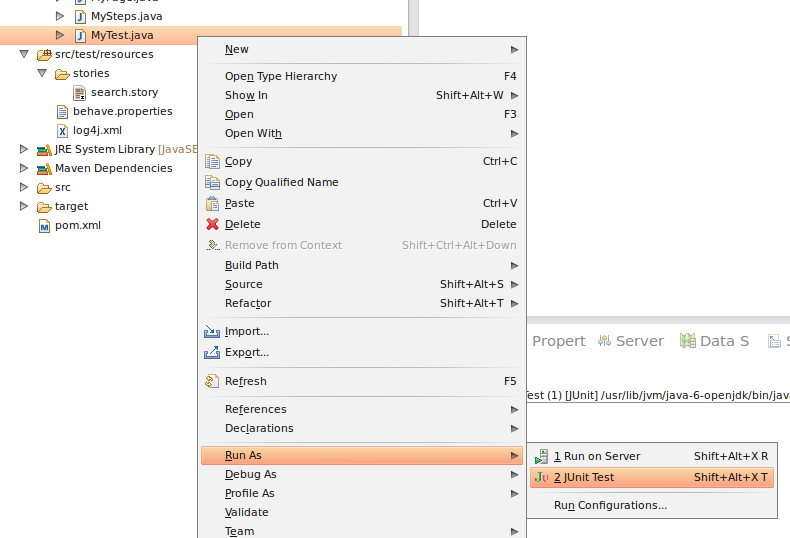 MySteps.java
MyTest.java
src/test/resources
stories
search.story
behave.properties
log4j.xml
JRE System Library [JavaSE
Maven Dependencies
src
target
pom.xml
New
Open Type Hierarchy F4
Show In Shift+Alt+W
Open F3
Open With
Copy Ctrl+C
Copy Qualified Name
Paste Ctrl+V
Delete Delete
Remove from Context Shift+Ctrl+Alt+Down
Build Path
Source Shift+Alt+S
Refactor Shift+Alt+T
Import...
Export...
Refresh F5
References
Declarations
Run As
Debug As
Profile As
Validate
Team
Propert Server Data S
Test (1) [JUnit] /usr/lib/jvm/java-6-openjdk/bin/java
1 Run on Server Shift+Alt+X R
2 JUnit Test Shift+Alt+X T
Run Configurations...